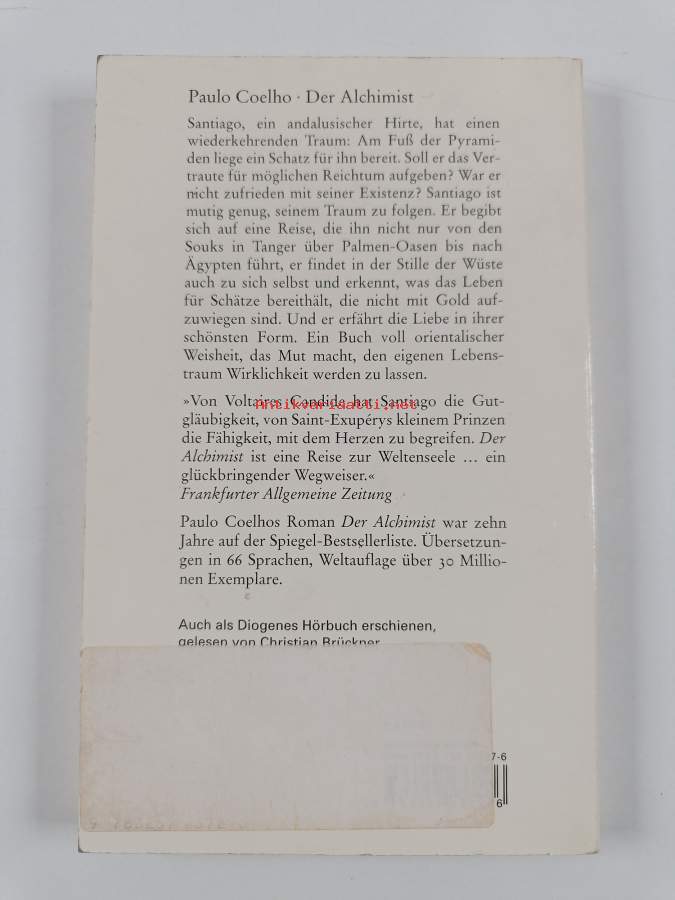 Paulo Coelho · Der Alchimist
Santiago, ein andalusischer Hirte, hat einen
wiederkehrenden Traum: Am Fuß der Pyrami-
den liege ein Schatz für ihn bereit. Soll er das Ver-
traute für möglichen Reichtum aufgeben? War er
nicht zufrieden mit seiner Existenz? Santiago ist
mutig genug, seinem Traum zu folgen. Er begibt
sich auf eine Reise, die ihn nicht nur von den
Souks in Tanger über Palmen-Oasen bis nach
Ägypten führt, er findet in der Stille der Wüste
auch zu sich selbst und erkennt, was das Leben
für Schätze bereithält, die nicht mit Gold auf-
zuwiegen sind. Und er erfährt die Liebe in ihrer
schönsten Form. Ein Buch voll orientalischer
Weisheit, das Mut macht, den eigenen Lebens-
traum Wirklichkeit werden zu lassen.
»Von Voltaires Candide hat Santiago die Gut-
antikvariaatti.net
gläubigkeit, von Saint-Exupérys kleinem Prinzen
die Fähigkeit, mit dem Herzen zu begreifen. Der
Alchimist ist eine Reise zur Weltenseele ... ein
glückbringender Wegweiser.«
Frankfurter Allgemeine Zeitung
Paulo Coelhos Roman Der Alchimist war zehn
Jahre auf der Spiegel-Bestsellerliste. Übersetzun-
gen in 66 Sprachen, Weltauflage über 30 Millio-
nen Exemplare.
Auch als Diogenes Hörbuch erschienen,
gelesen von Christian Brückner
7-6
6